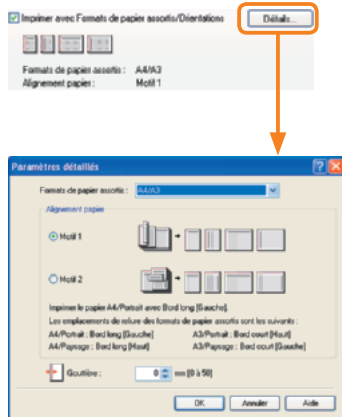 Imprimer avec Formats de papier assortis/Orientations
Détails...
Formats de papier assortis : A4/A3
Alignement papier : Motif 1
Paramètres détaillés
Formats de papier assortis : A4/A3
Alignement papier
Motif 1
Motif 2
Imprimer le papier A4/Portrait avec Bord long [Gauche].
Les emplacements de reliure des formats de papier assortis sont les suivants :
A4/Portrait : Bord long [Gauche] A3/Portrait : Bord court [Haut]
A4/Paysage : Bord long [Haut] A3/Paysage : Bord court [Gauche]
Gouttière : 0 mm [0 à 50]
OK Annuler Aide